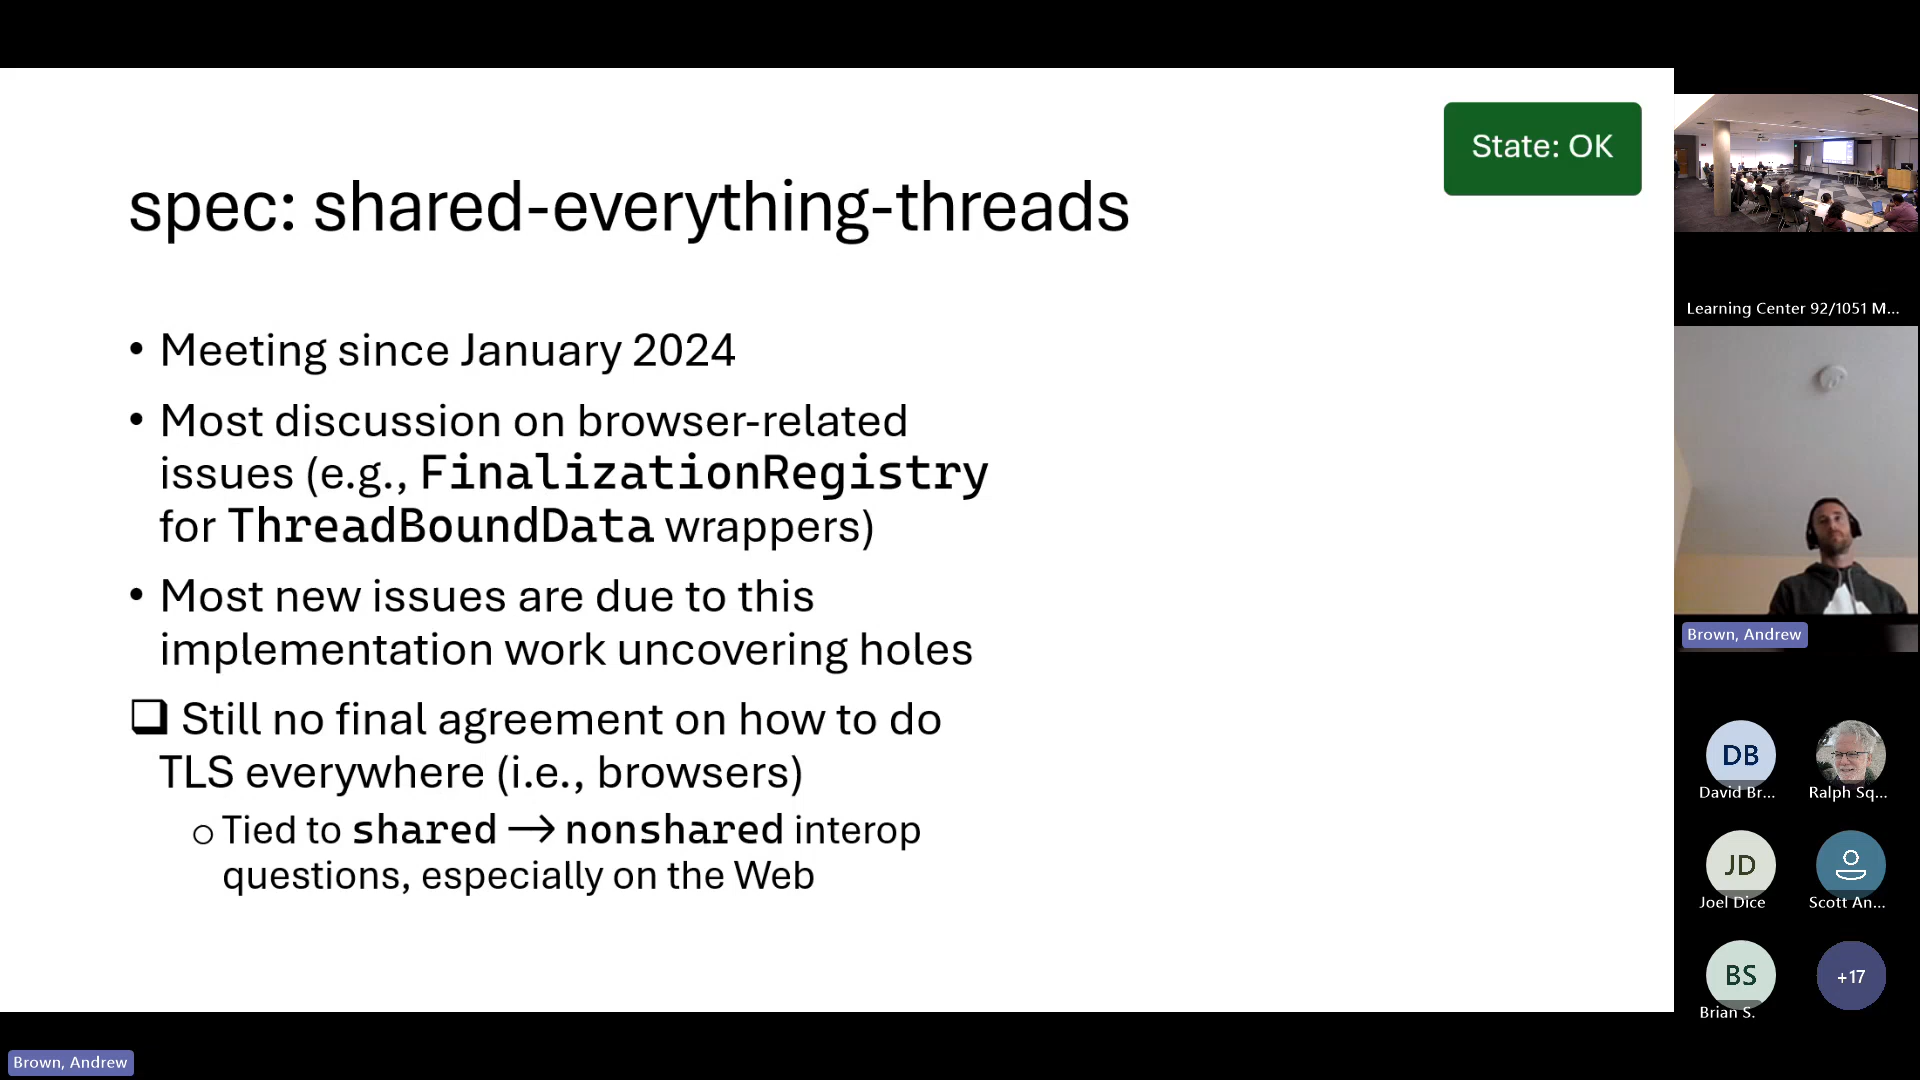 State: OK
spec: shared-everything-threads
• Meeting since January 2024
• Most discussion on browser-related
issues (e.g., FinalizationRegistry
for ThreadBoundData wrappers)
• Most new issues are due to this
implementation work uncovering holes
❑ Still no final agreement on how to do
TLS everywhere (i.e., browsers)
○ Tied to shared → nonshared interop
questions, especially on the Web
Learning Center 92/1051 M...
Brown, Andrew
DB
David Br...
Ralph Sq...
JD
Joel Dice
Scott An...
BS
Brian S.
+17
Brown, Andrew